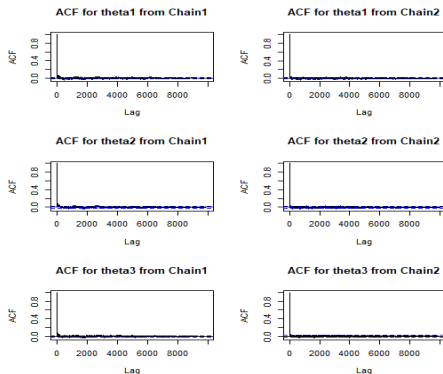 ACF for theta1 from Chain1
ACF
0.0 0.4 0.8
0 2000 4000 6000 8000
Lag
ACF for theta1 from Chain2
ACF
0.0 0.4 0.8
0 2000 4000 6000 8000
Lag
ACF for theta2 from Chain1
ACF
0.0 0.4 0.8
0 2000 4000 6000 8000
Lag
ACF for theta2 from Chain2
ACF
0.0 0.4 0.8
0 2000 4000 6000 8000
Lag
ACF for theta3 from Chain1
ACF
0.0 0.4 0.8
0 2000 4000 6000 8000
Lag
ACF for theta3 from Chain2
ACF
0.0 0.4 0.8
0 2000 4000 6000 8000
Lag